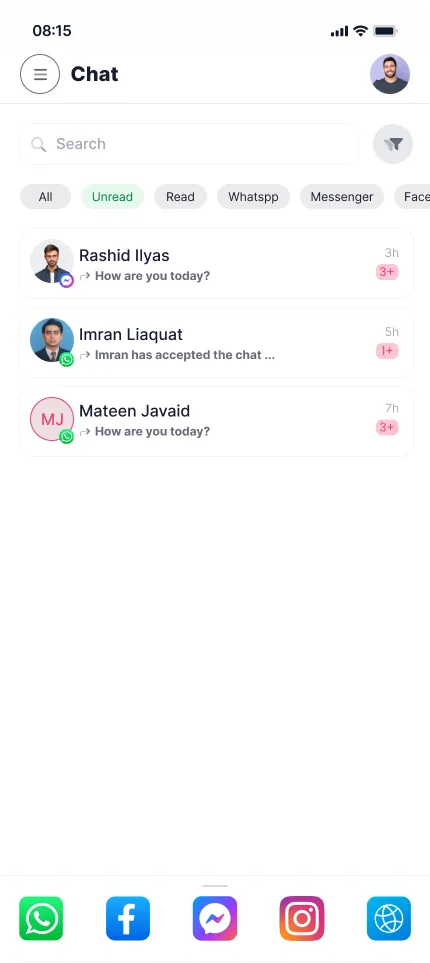 08:15
Chat
Search
All Unread Read Whatspp Messenger Face
Rashid Ilyas 3h
How are you today? 3+
Imran Liaquat 5h
Imran has accepted the chat ... 1+
MJ Mateen Javaid 7h
How are you today? 3+